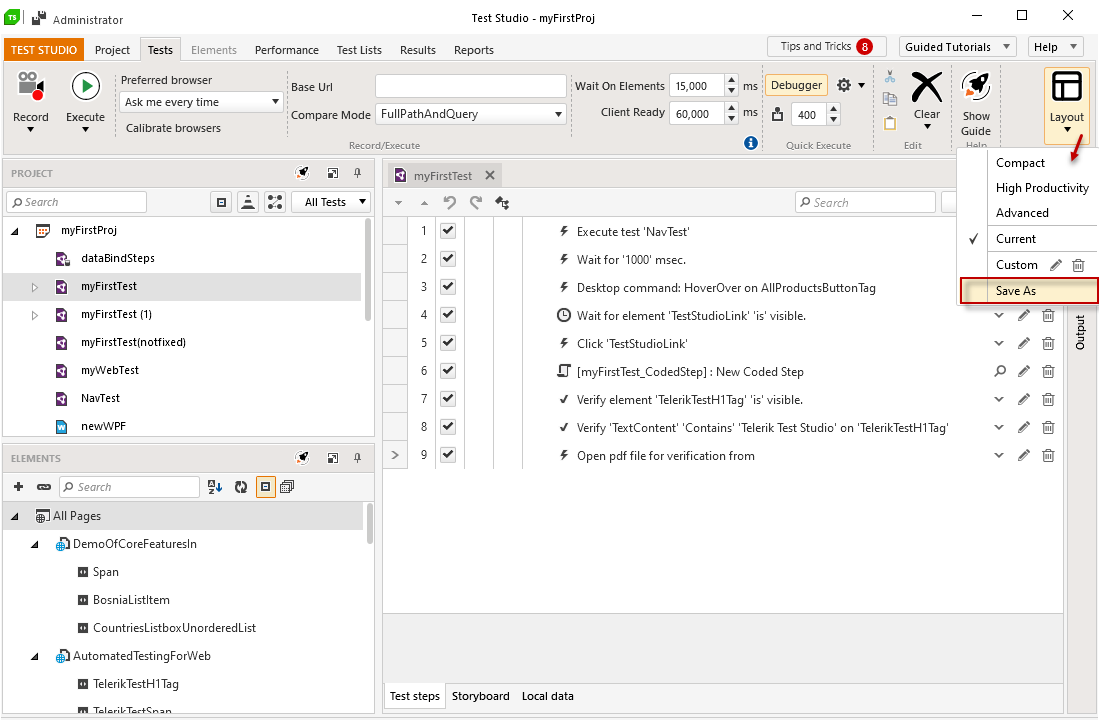 TS
Administrator
Test Studio - myFirstProj
TEST STUDIO
Project
Tests
Elements
Performance
Test Lists
Results
Reports
Tips and Tricks 8
Guided Tutorials
Help
Record
Execute
Preferred browser
Ask me every time
Calibrate browsers
Base Url
Compare Mode FullPathAndQuery
Record/Execute
Wait On Elements 15,000 ms
Client Ready 60,000 ms
Debugger
400
Quick Execute
Clear
Edit
Show
Guide
Help
Layout
Compact
High Productivity
Advanced
Current
Custom
Save As
PROJECT
Search
All Tests
myFirstProj
dataBindSteps
myFirstTest
myFirstTest (1)
myFirstTest(notfixed)
myWebTest
NavTest
newWPF
ELEMENTS
Search
All Pages
DemoOfCoreFeaturesIn
Span
BosniaListItem
CountriesListboxUnorderedList
AutomatedTestingForWeb
TelerikTestH1Tag
TelerikTestSpan
myFirstTest
Search
1 Execute test 'NavTest'
2 Wait for '1000' msec.
3 Desktop command: HoverOver on AllProductsButtonTag
4 Wait for element 'TestStudioLink' 'is' visible.
5 Click 'TestStudioLink'
6 [myFirstTest_CodedStep] : New Coded Step
7 Verify element 'TelerikTestH1Tag' 'is' visible.
8 Verify 'TextContent' 'Contains' 'Telerik Test Studio' on 'TelerikTestH1Tag'
9 Open pdf file for verification from
Output
Test steps
Storyboard
Local data